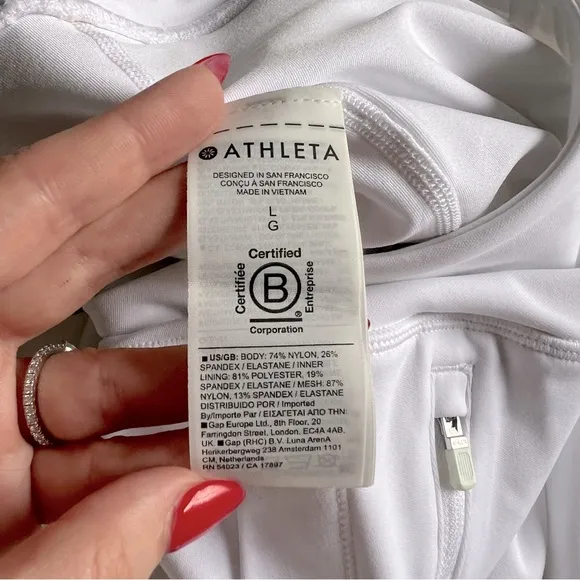 ATHLETA
DESIGNED IN SAN FRANCISCO
CONÇU À SAN FRANCISCO
MADE IN VIETNAM
L
G
Certified
Certifiée
B
®
Entreprise
Corporation
■ US/GB: BODY: 74% NYLON, 26%
SPANDEX / ELASTANE / INNER
LINING: 81% POLYESTER, 19%
SPANDEX / ELASTANE / MESH: 87%
NYLON, 13% SPANDEX / ELASTANE
DISTRIBUIDO POR / Imported
By/Importe Par / ΕΙΣΑΓΕΤΑΙ ΑΠΟ ΤΗΝ:
■ Gap Europe Ltd., 8th Floor, 20
Farringdon Street, London, EC4A 4AB,
UK. ■ Gap (RHC) B.V. Luna ArenA
Herikerbergweg 238 Amsterdam 1101
CM, Netherlands
RN 54023 / CA 17897